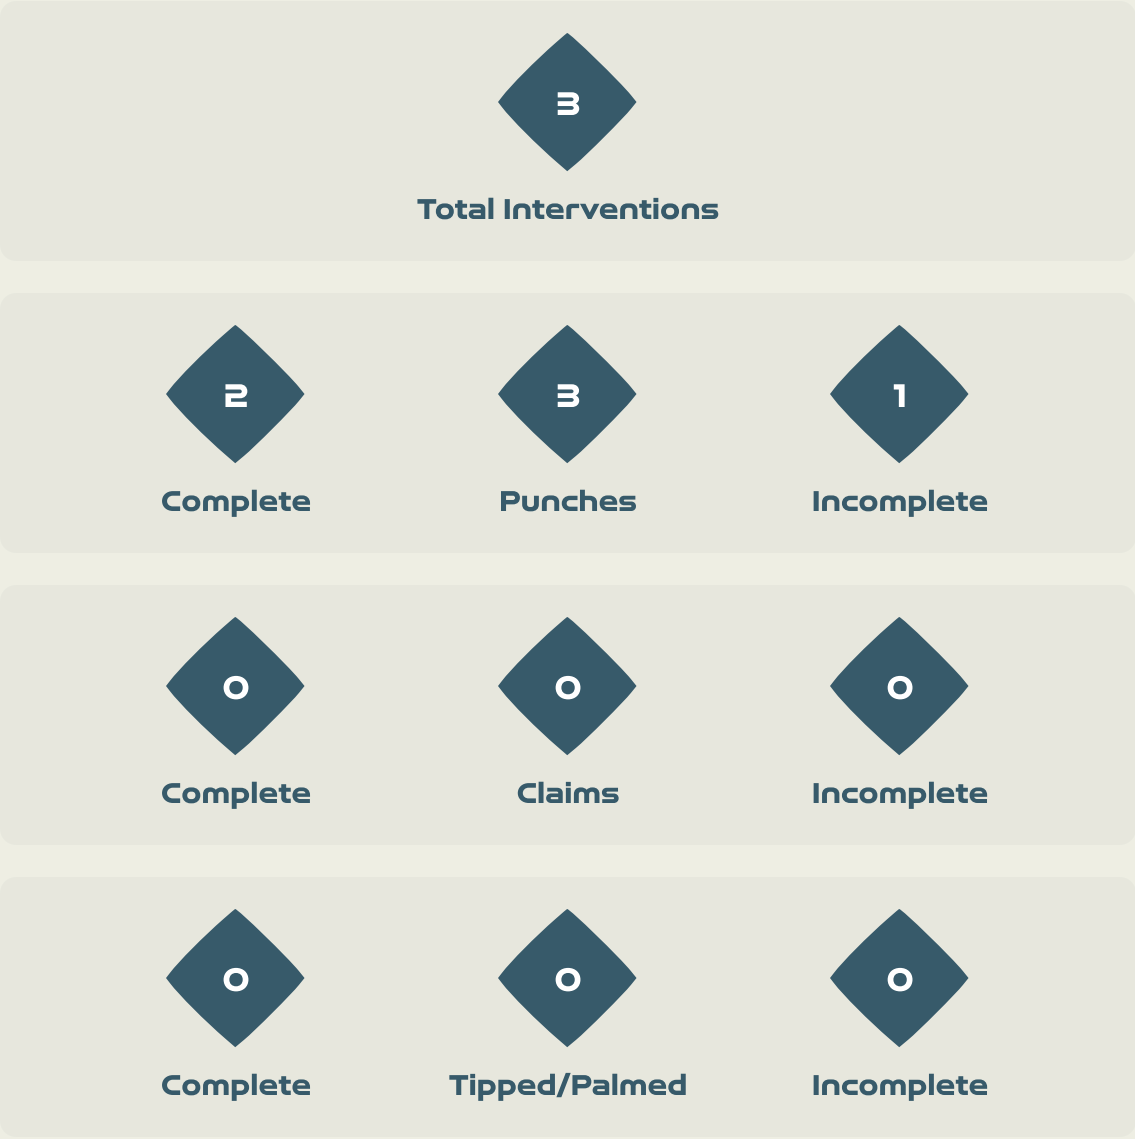 3
Total Interventions
2 3 1
Complete Punches Incomplete
0 0 0
Complete Claims Incomplete
0 0 0
Complete Tipped/Palmed Incomplete